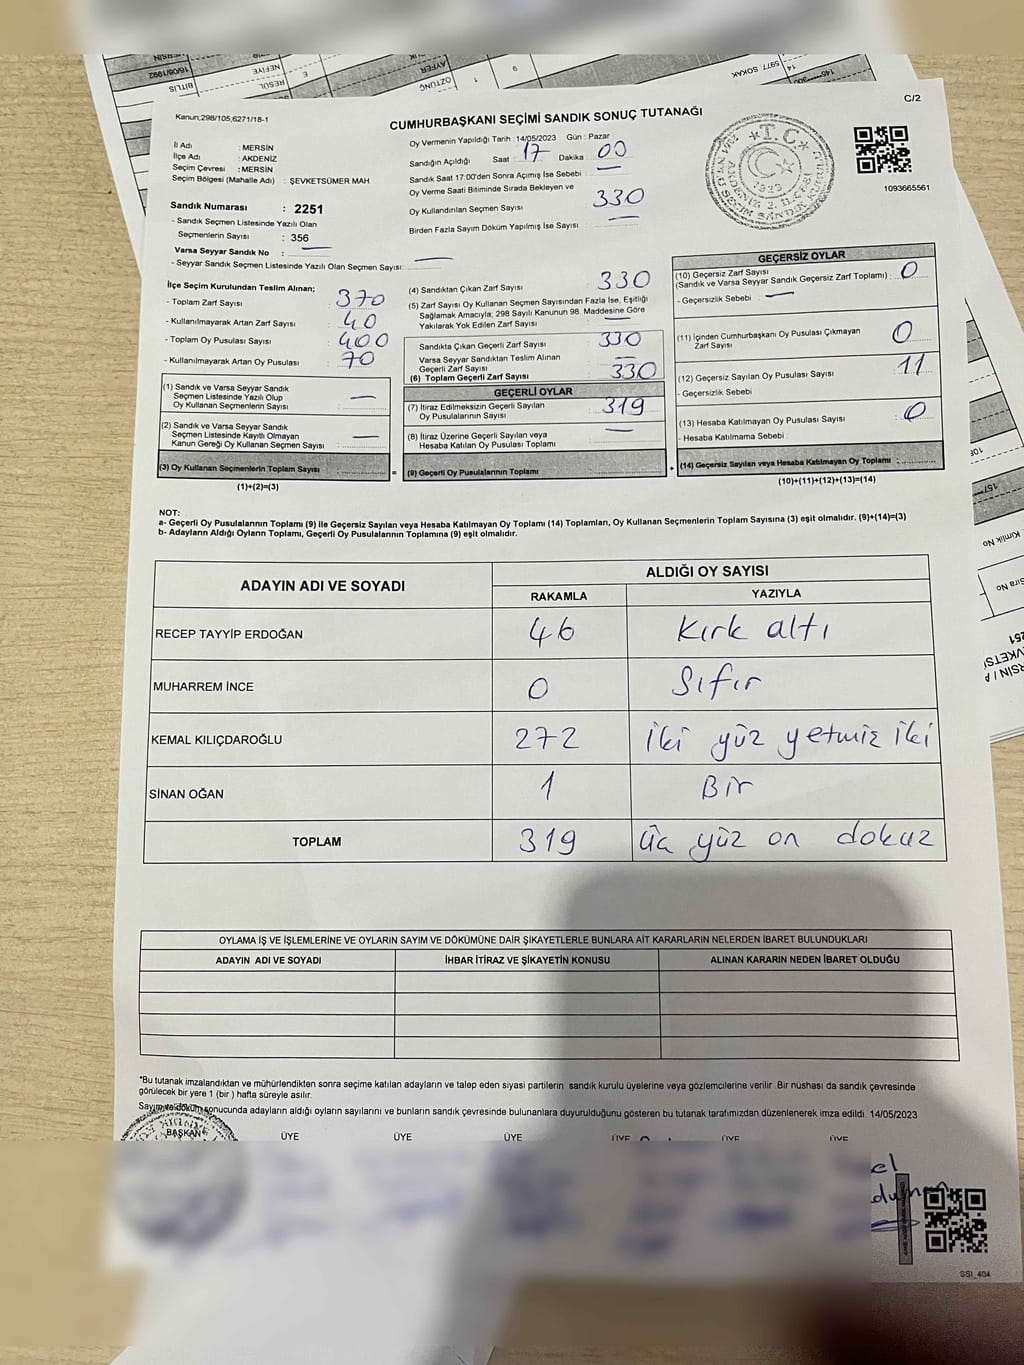 C/2
Kanun;298/105;6271/18-1
CUMHURBAŞKANI SEÇİMİ SANDIK SONUÇ TUTANAĞI
İl Adı : MERSİN
İlçe Adı : AKDENİZ
Seçim Çevresi : MERSİN
Seçim Bölgesi (Mahalle Adı) : ŞEVKETSÜMER MAH.
Sandık Numarası : 2251
- Sandık Seçmen Listesinde Yazılı Olan
Seçmenlerin Sayısı : 356
Varsa Seyyar Sandık No : —
- Seyyar Sandık Seçmen Listesinde Yazılı Olan Seçmen Sayısı: —
Oy Vermenin Yapıldığı Tarih : 14/05/2023 Gün : Pazar
Sandığın Açıldığı Saat 17 Dakika 00
Sandık Saat 17:00'den Sonra Açımış İse Sebebi : —
Oy Verme Saati Bitiminde Sırada Bekleyen ve
Oy Kullandırılan Seçmen Sayısı 330
Birden Fazla Sayım Döküm Yapılmış İse Sayısı : —
1093665561
İlçe Seçim Kurulundan Teslim Alınan;
- Toplam Zarf Sayısı : 370
- Kullanılmayarak Artan Zarf Sayısı : 40
- Toplam Oy Pusulası Sayısı : 400
- Kullanılmayarak Artan Oy Pusulası : 70
(1) Sandık ve Varsa Seyyar Sandık
Seçmen Listesinde Yazılı Olup
Oy Kullanan Seçmenlerin Sayısı : —
(2) Sandık ve Varsa Seyyar Sandık
Seçmen Listesinde Kayıtlı Olmayan
Kanun Gereği Oy Kullanan Seçmen Sayısı : —
(3) Oy Kullanan Seçmenlerin Toplam Sayısı :
(1)+(2)=(3)
(4) Sandıktan Çıkan Zarf Sayısı : 330
(5) Zarf Sayısı Oy Kullanan Seçmen Sayısından Fazla İse, Eşitliği
Sağlamak Amacıyla; 298 Sayılı Kanunun 98. Maddesine Göre
Yakılarak Yok Edilen Zarf Sayısı : —
Sandıkta Çıkan Geçerli Zarf Sayısı : 330
Varsa Seyyar Sandıktan Teslim Alınan
Geçerli Zarf Sayısı : —
(6) Toplam Geçerli Zarf Sayısı : 330
GEÇERLİ OYLAR
(7) İtiraz Edilmeksizin Geçerli Sayılan
Oy Pusulalarının Sayısı : 319
(8) İtiraz Üzerine Geçerli Sayılan veya
Hesaba Katılan Oy Pusulası Toplamı : —
= (9) Geçerli Oy Pusulalarının Toplamı :
GEÇERSİZ OYLAR
(10) Geçersiz Zarf Sayısı
(Sandık ve Varsa Seyyar Sandık Geçersiz Zarf Toplamı) : 0
- Geçersizlik Sebebi : —
(11) İçinden Cumhurbaşkanı Oy Pusulası Çıkmayan
Zarf Sayısı : 0
(12) Geçersiz Sayılan Oy Pusulası Sayısı : 11
- Geçersizlik Sebebi :
(13) Hesaba Katılmayan Oy Pusulası Sayısı : 0
- Hesaba Katılmama Sebebi :
+ (14) Geçersiz Sayılan veya Hesaba Katılmayan Oy Toplamı :
(10)+(11)+(12)+(13)=(14)
NOT:
a- Geçerli Oy Pusulalarının Toplamı (9) ile Geçersiz Sayılan veya Hesaba Katılmayan Oy Toplamı (14) Toplamları, Oy Kullanan Seçmenlerin Toplam Sayısına (3) eşit olmalıdır. (9)+(14)=(3)
b- Adayların Aldığı Oyların Toplamı, Geçerli Oy Pusulalarının Toplamına (9) eşit olmalıdır.
ADAYIN ADI VE SOYADI ALDIĞI OY SAYISI
RAKAMLA YAZIYLA
RECEP TAYYİP ERDOĞAN 46 Kırk altı
MUHARREM İNCE 0 Sıfır
KEMAL KILIÇDAROĞLU 272 iki yüz yetmiş iki
SİNAN OĞAN 1 Bir
TOPLAM 319 üç yüz on dokuz
OYLAMA İŞ VE İŞLEMLERİNE VE OYLARIN SAYIM VE DÖKÜMÜNE DAİR ŞİKAYETLERLE BUNLARA AİT KARARLARIN NELERDEN İBARET BULUNDUKLARI
ADAYIN ADI VE SOYADI İHBAR İTİRAZ VE ŞİKAYETİN KONUSU ALINAN KARARIN NEDEN İBARET OLDUĞU
*Bu tutanak imzalandıktan ve mühürlendikten sonra seçime katılan adayların ve talep eden siyasi partilerin sandık kurulu üyelerine veya gözlemcilerine verilir. Bir nüshası da sandık çevresinde
görülecek bir yere 1 (bir ) hafta süreyle asılır.
Sayım ve döküm sonucunda adayların aldığı oyların sayılarını ve bunların sandık çevresinde bulunanlara duyurulduğunu gösteren bu tutanak tarafımızdan düzenlenerek imza edildi. 14/05/2023
BAŞKAN ÜYE ÜYE ÜYE ÜYE ÜYE ÜYE
SSI_404